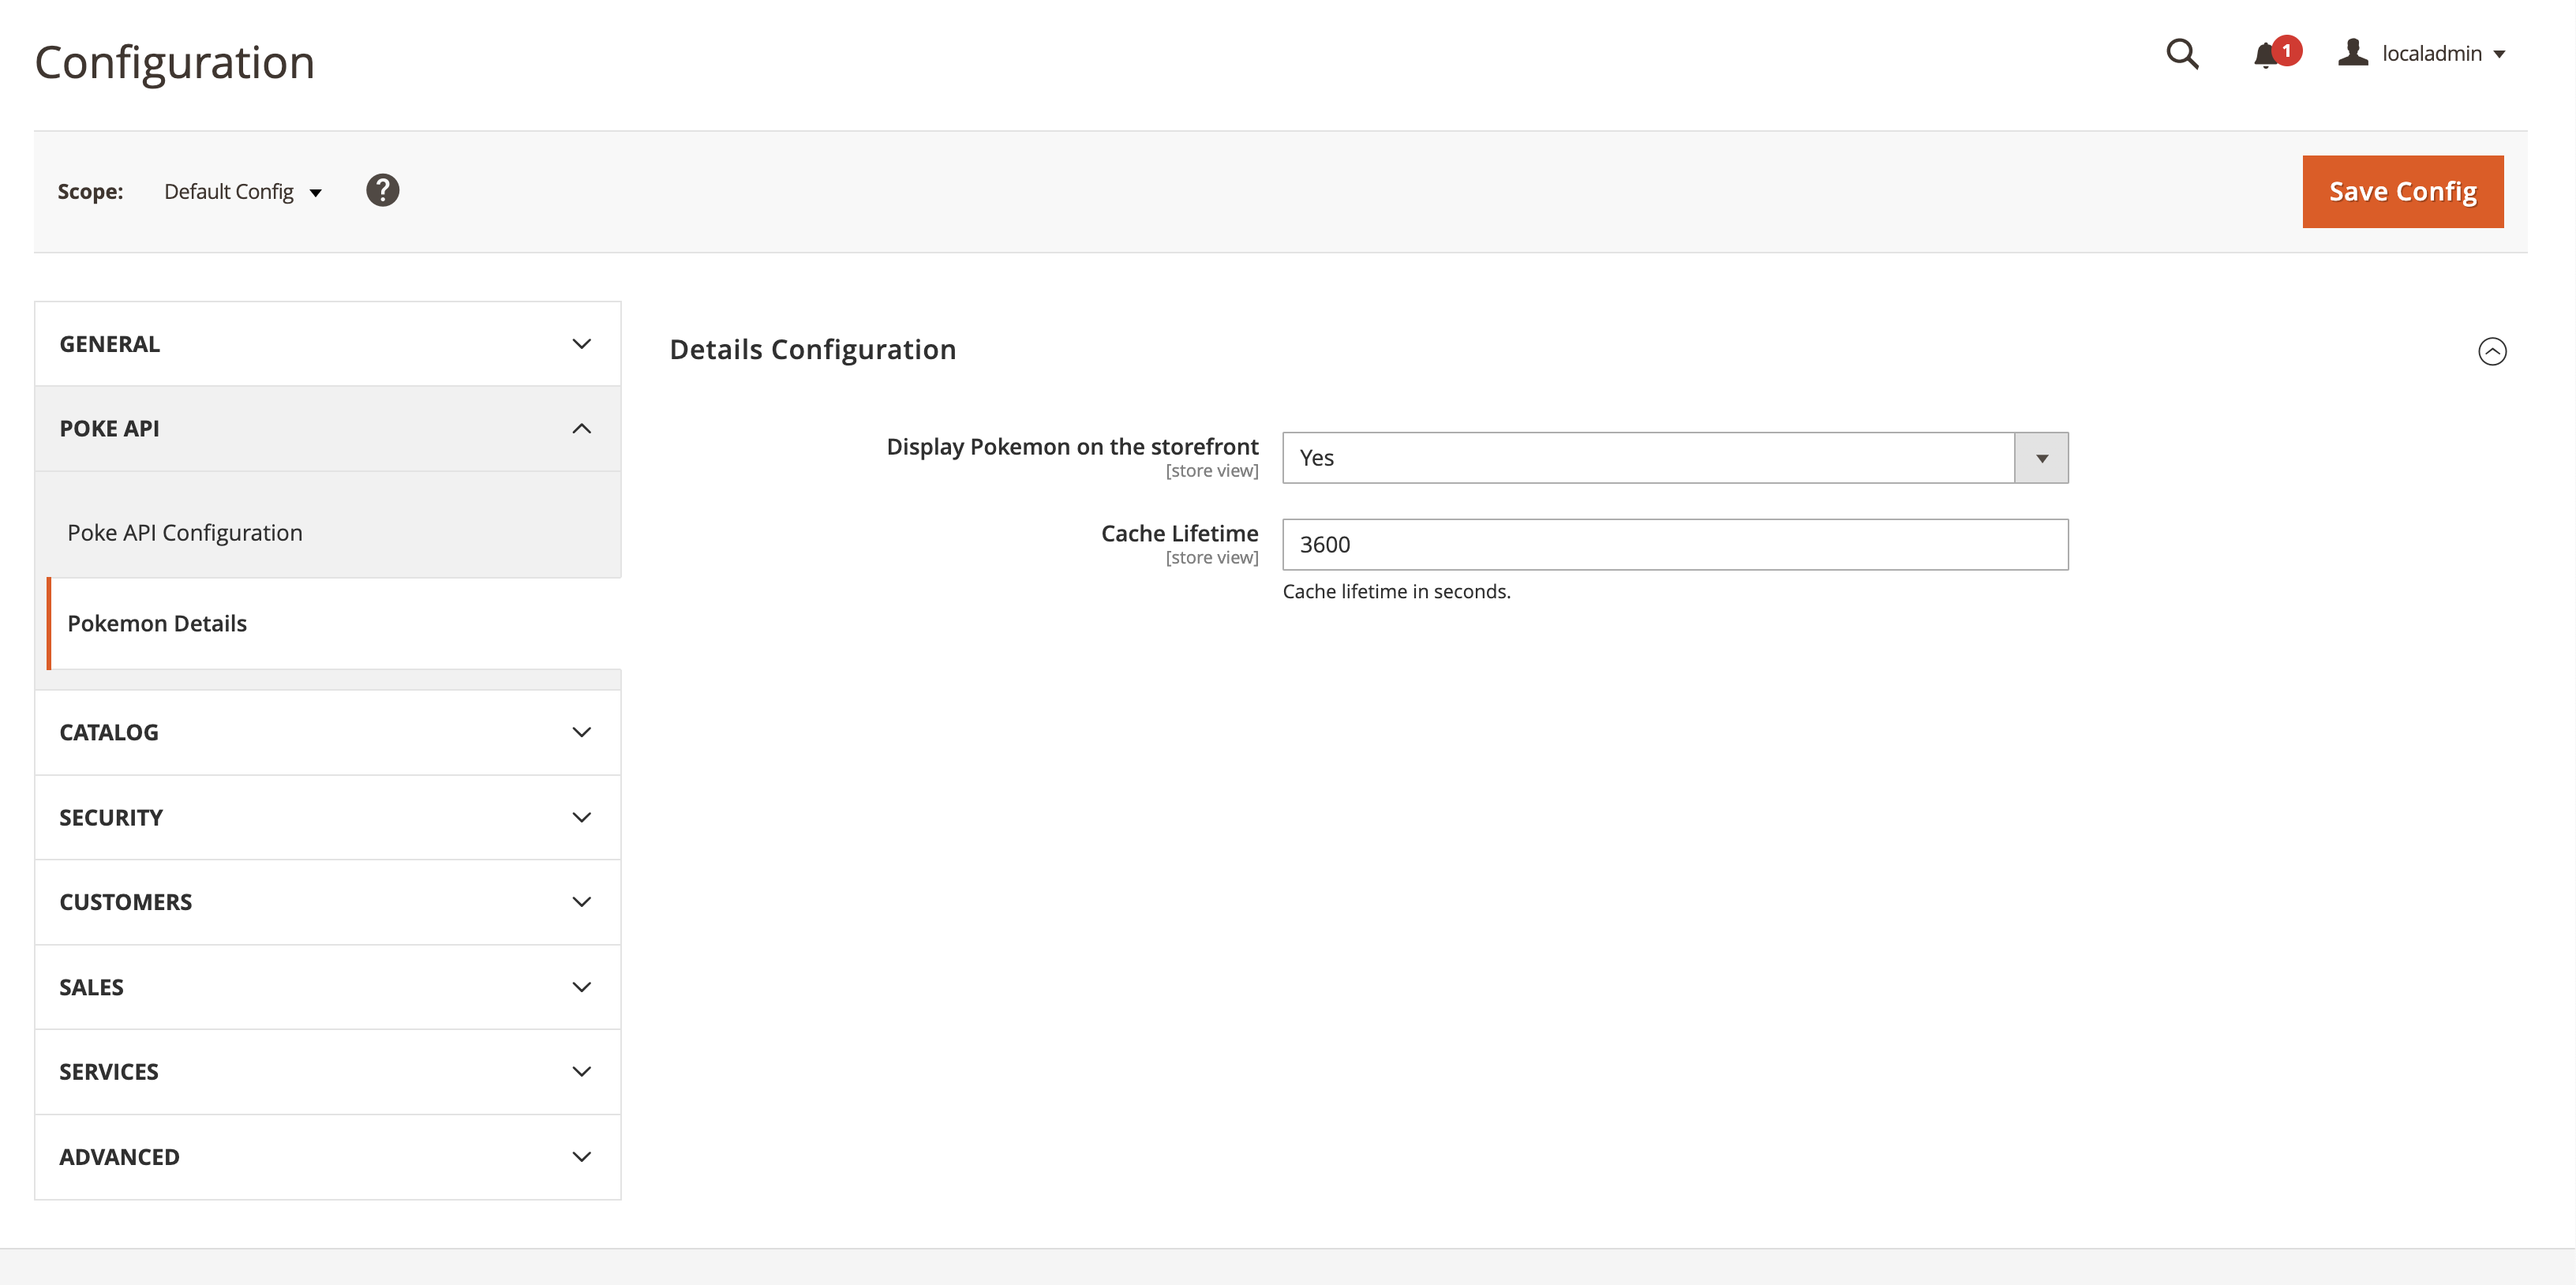 Configuration
1
localadmin
Scope: Default Config ?
Save Config
GENERAL
POKE API
Poke API Configuration
Pokemon Details
CATALOG
SECURITY
CUSTOMERS
SALES
SERVICES
ADVANCED
Details Configuration
Display Pokemon on the storefront
[store view]
Yes
Cache Lifetime
[store view]
3600
Cache lifetime in seconds.